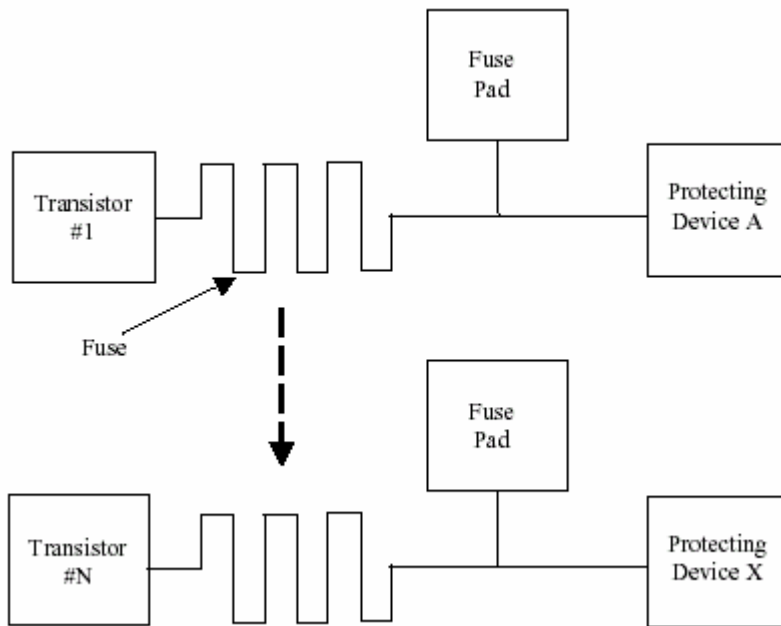 Fuse
Pad
Transistor
#1
Protecting
Device A
Fuse
Fuse
Pad
Transistor
#N
Protecting
Device X